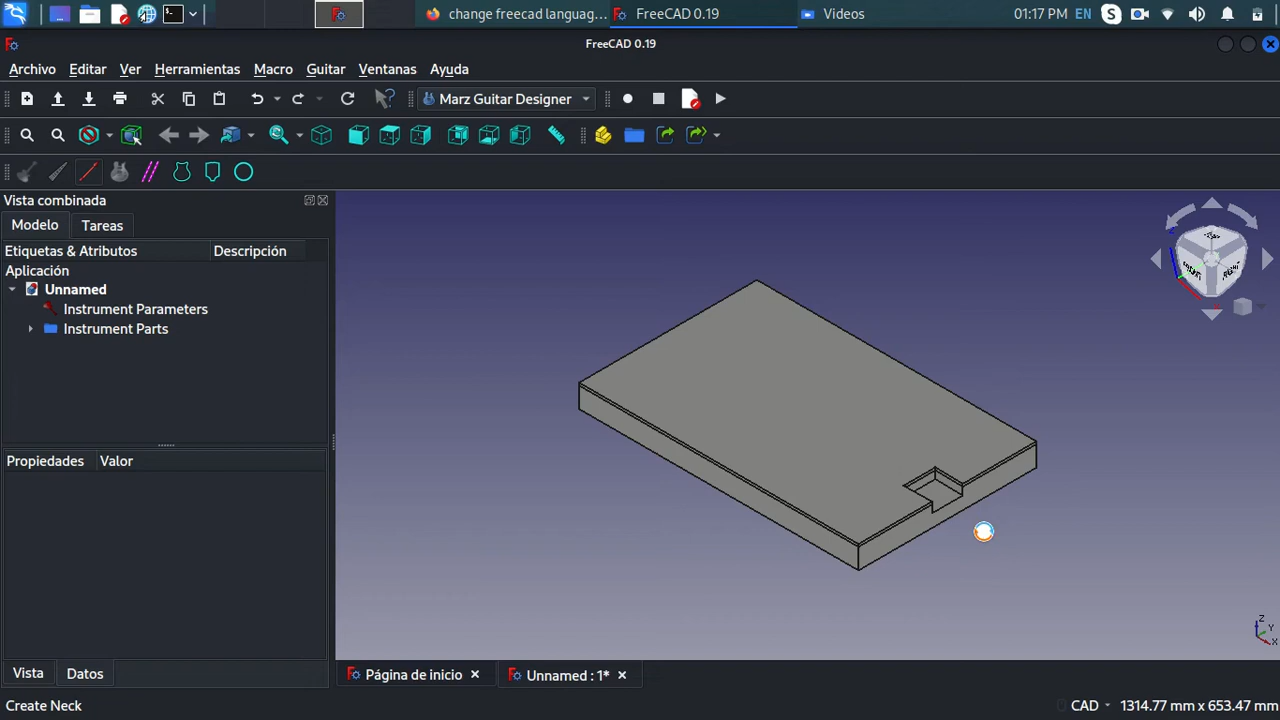 change freecad languag...
FreeCAD 0.19
Videos
01:17 PM EN
FreeCAD 0.19
Archivo Editar Ver Herramientas Macro Guitar Ventanas Ayuda
Marz Guitar Designer
Vista combinada
Modelo Tareas
Etiquetas & Atributos Descripción
Aplicación
Unnamed
Instrument Parameters
Instrument Parts
Propiedades Valor
FRONT
RIGHT
Z
Y
X
Vista Datos
Página de inicio
Unnamed : 1*
Create Neck
CAD 1314.77 mm x 653.47 mm